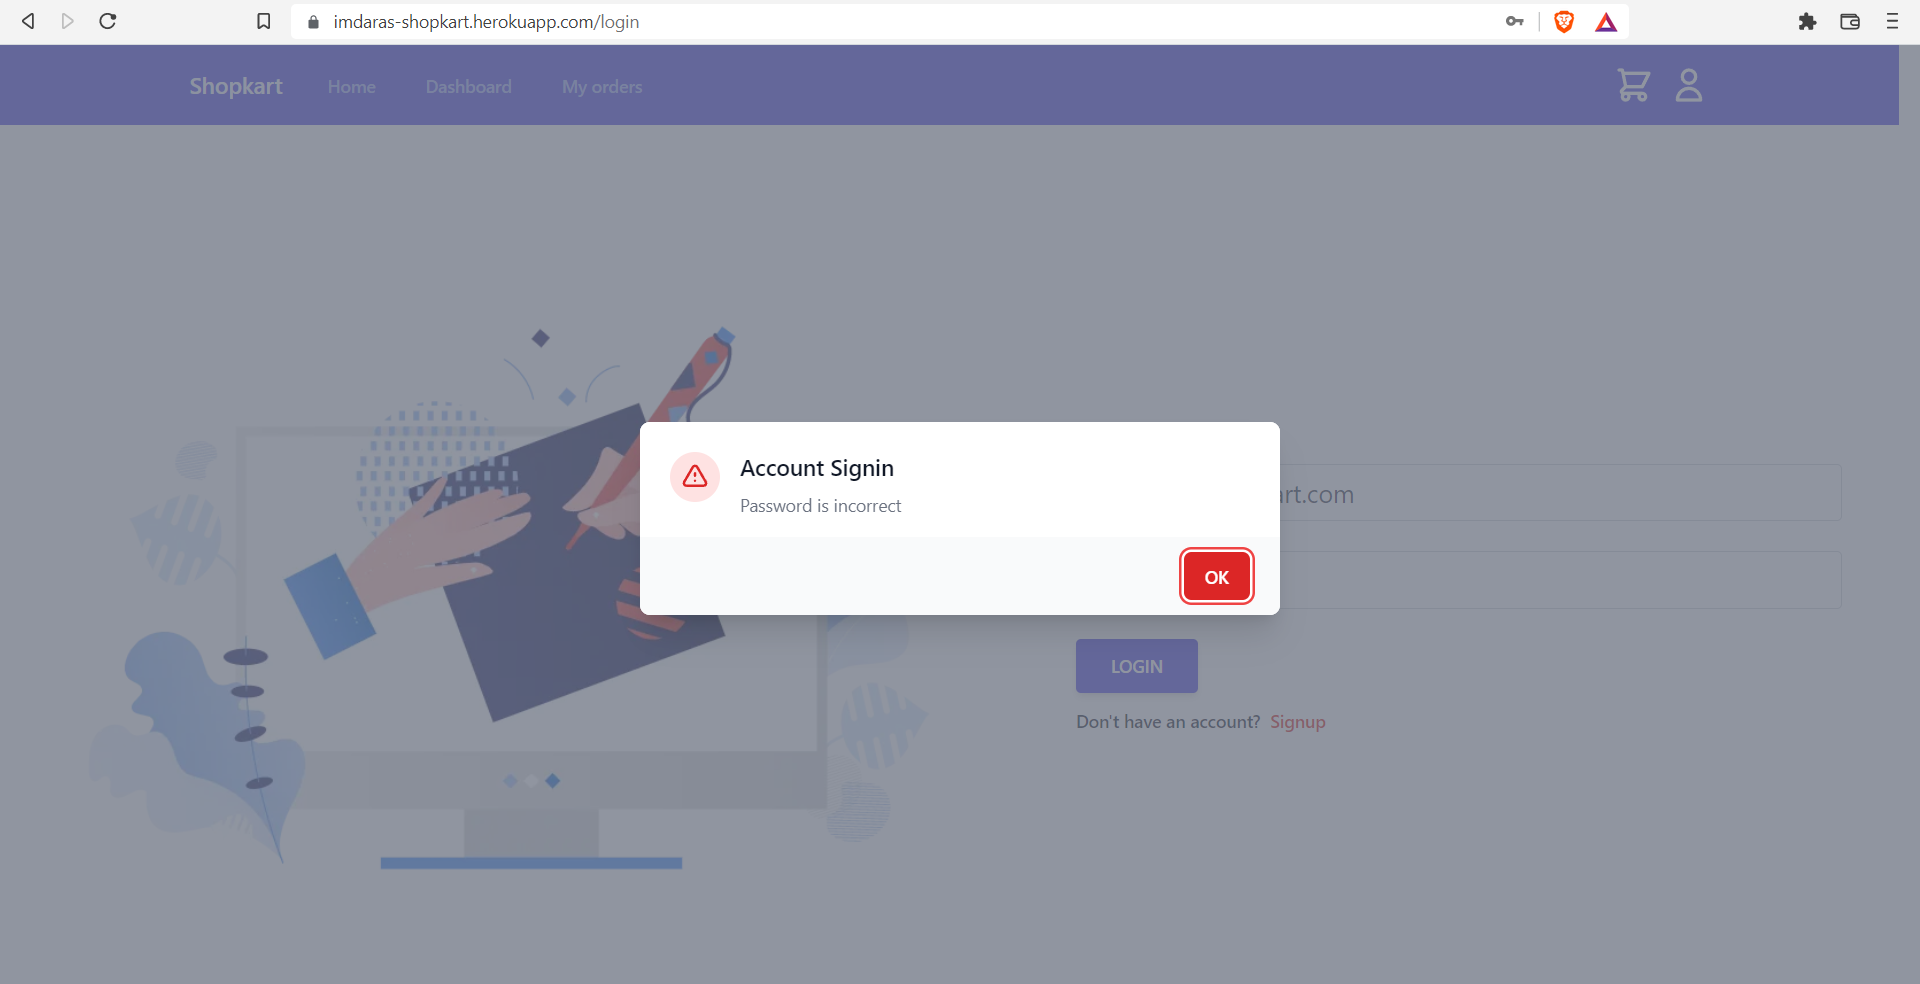 imdaras-shopkart.herokuapp.com/login
Shopkart Home Dashboard My orders
Account Signin
Password is incorrect
art.com
OK
LOGIN
Don't have an account? Signup